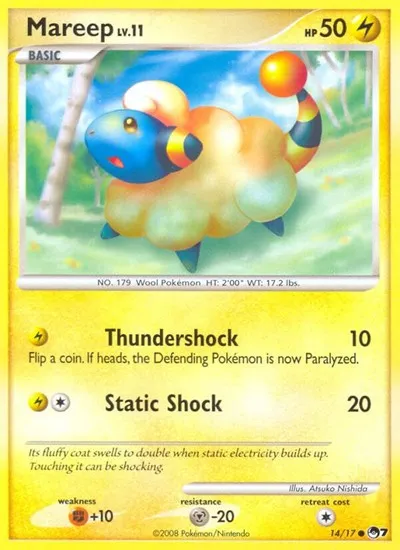 Mareep LV.11 HP 50
BASIC
NO. 179 Wool Pokémon HT: 2'00" WT: 17.2 lbs.
Thundershock 10
Flip a coin. If heads, the Defending Pokémon is now Paralyzed.
Static Shock 20
Its fluffy coat swells to double when static electricity builds up.
Touching it can be shocking.
Illus. Atsuko Nishida
weakness resistance retreat cost
+10 -20
©2008 Pokémon/Nintendo 14/17 ● 7